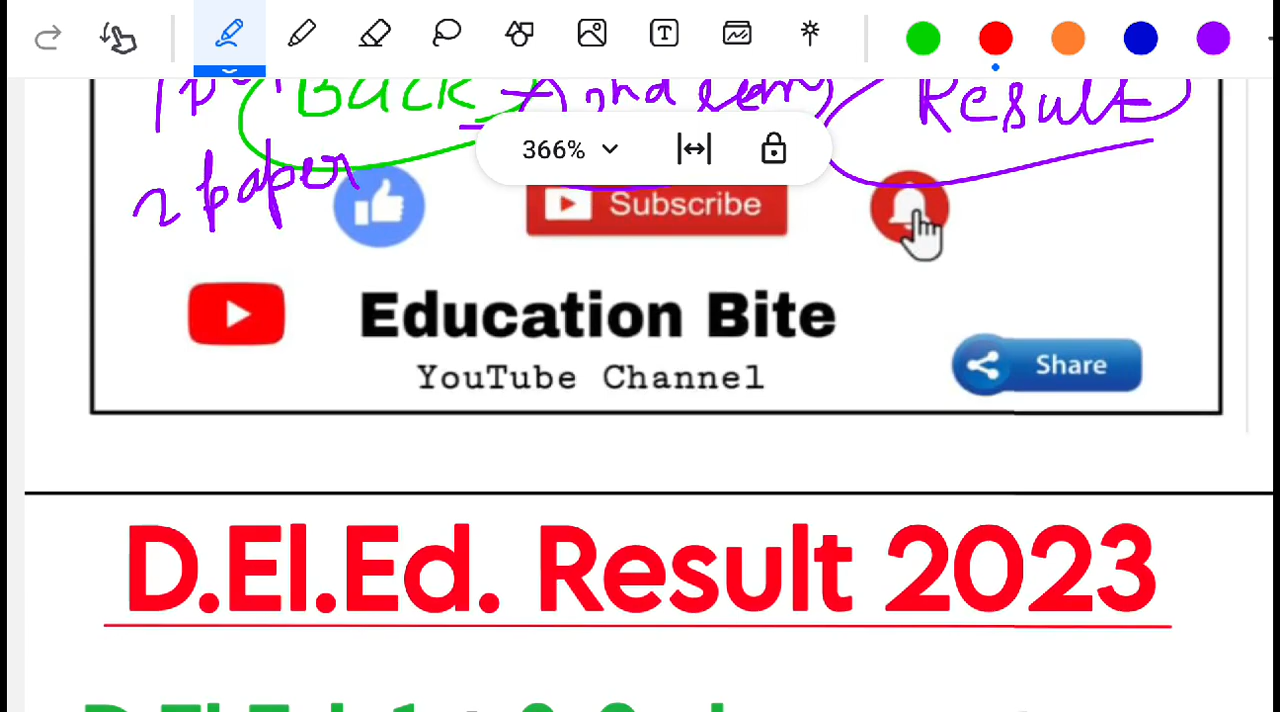 Back Result
366%
2 paper
Subscribe
Education Bite
YouTube Channel
Share
D.El.Ed. Result 2023